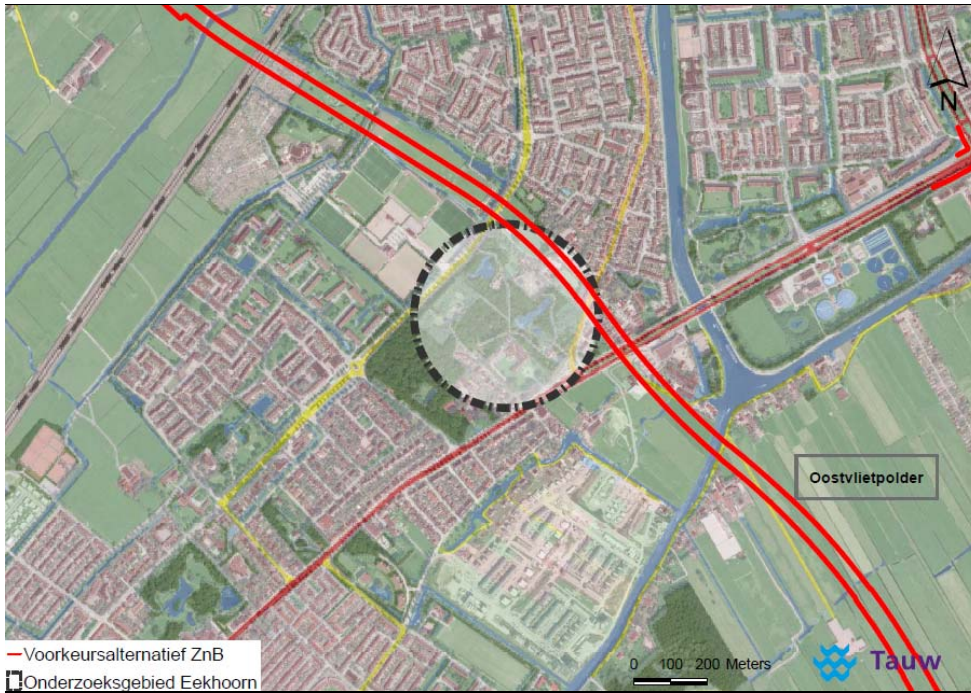 N
Oostvlietpolder
Voorkeursalternatief ZnB
Onderzoeksgebied Eekhoorn
0 100 200 Meters
Tauw